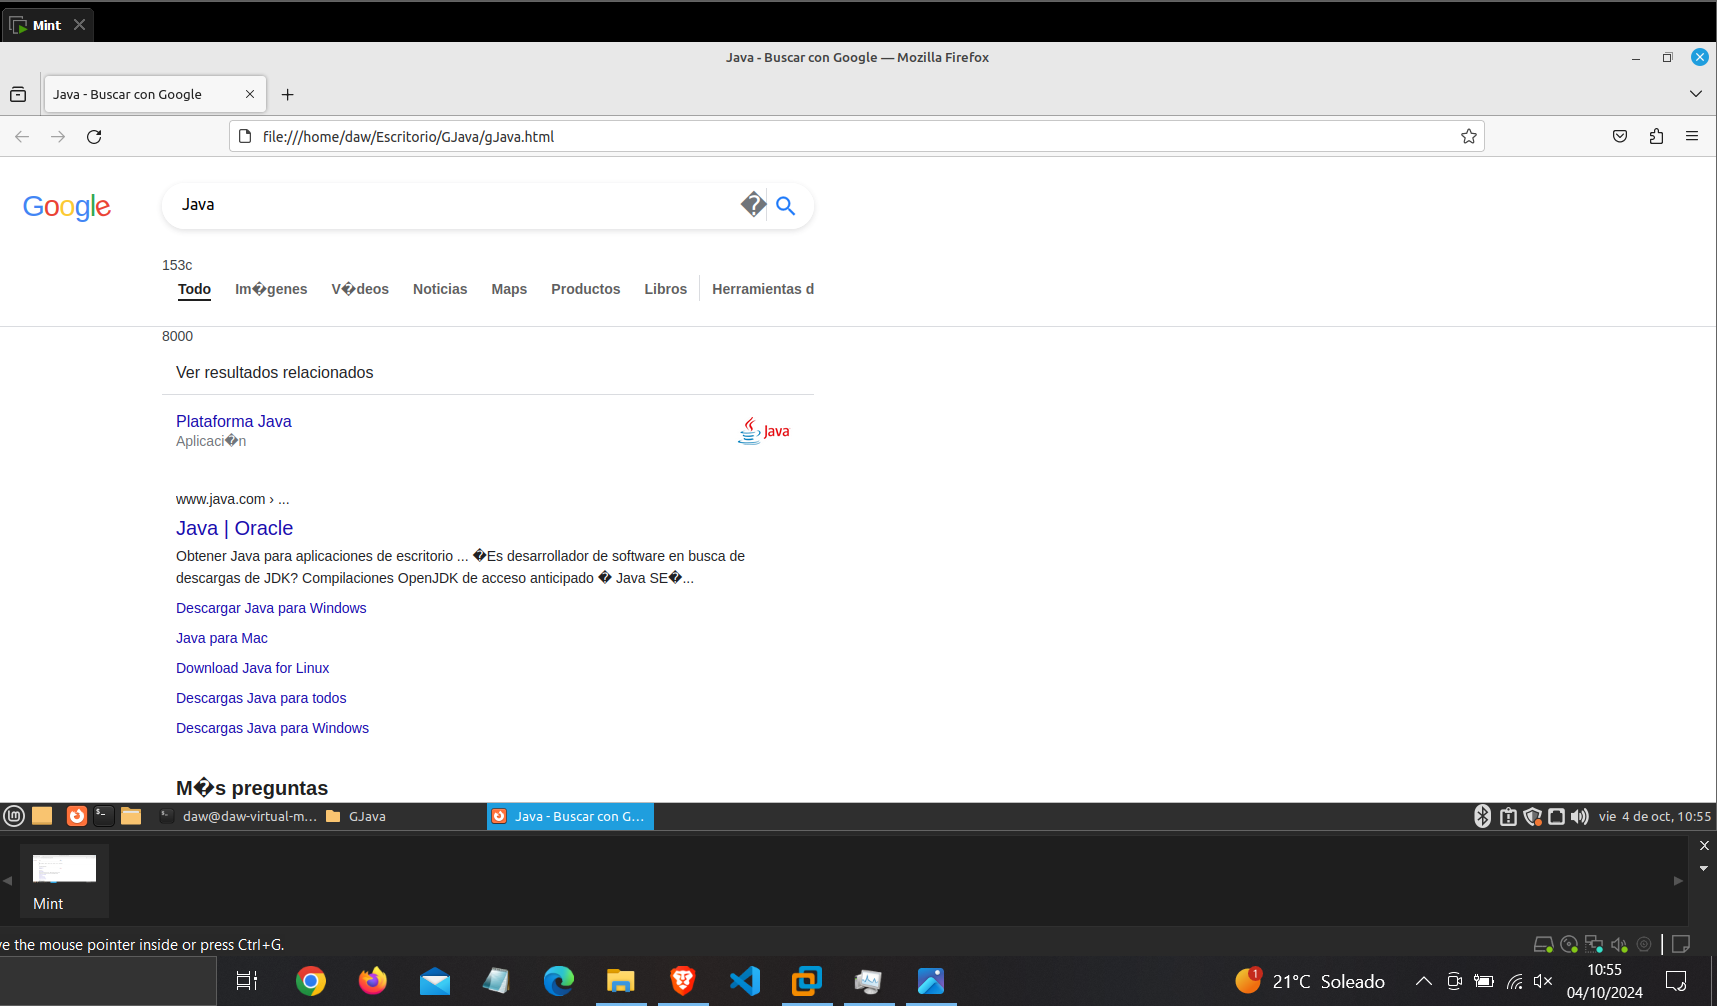 Mint
Java - Buscar con Google — Mozilla Firefox
Java - Buscar con Google
file:///home/daw/Escritorio/GJava/gJava.html
Google
Java �
153c
Todo Im�genes V�deos Noticias Maps Productos Libros Herramientas d
8000
Ver resultados relacionados
Plataforma Java
Aplicaci�n
Java
www.java.com › ...
Java | Oracle
Obtener Java para aplicaciones de escritorio ... �Es desarrollador de software en busca de
descargas de JDK? Compilaciones OpenJDK de acceso anticipado � Java SE�...
Descargar Java para Windows
Java para Mac
Download Java for Linux
Descargas Java para todos
Descargas Java para Windows
M�s preguntas
daw@daw-virtual-m... GJava Java - Buscar con G... vie 4 de oct, 10:55
Mint
ve the mouse pointer inside or press Ctrl+G.
1 21°C Soleado 10:55
04/10/2024